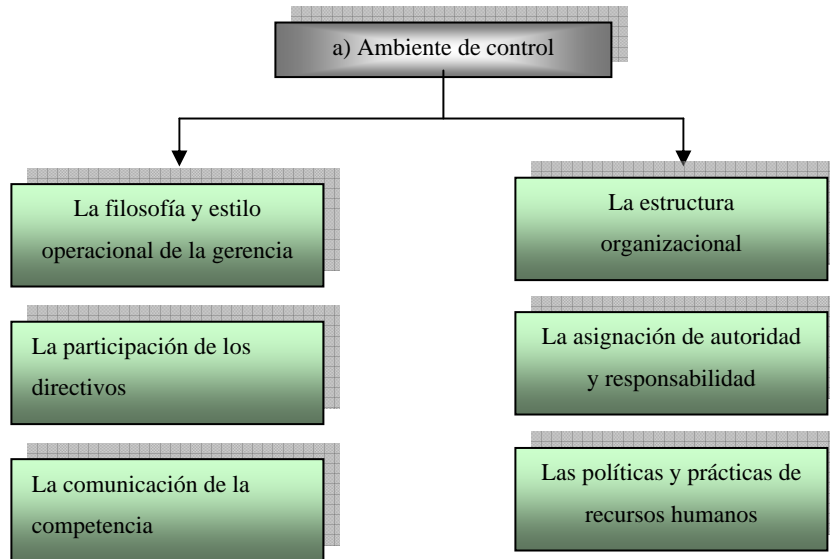 a) Ambiente de control
La filosofía y estilo
operacional de la gerencia
La participación de los
directivos
La comunicación de la
competencia
La estructura
organizacional
La asignación de autoridad
y responsabilidad
Las políticas y prácticas de
recursos humanos